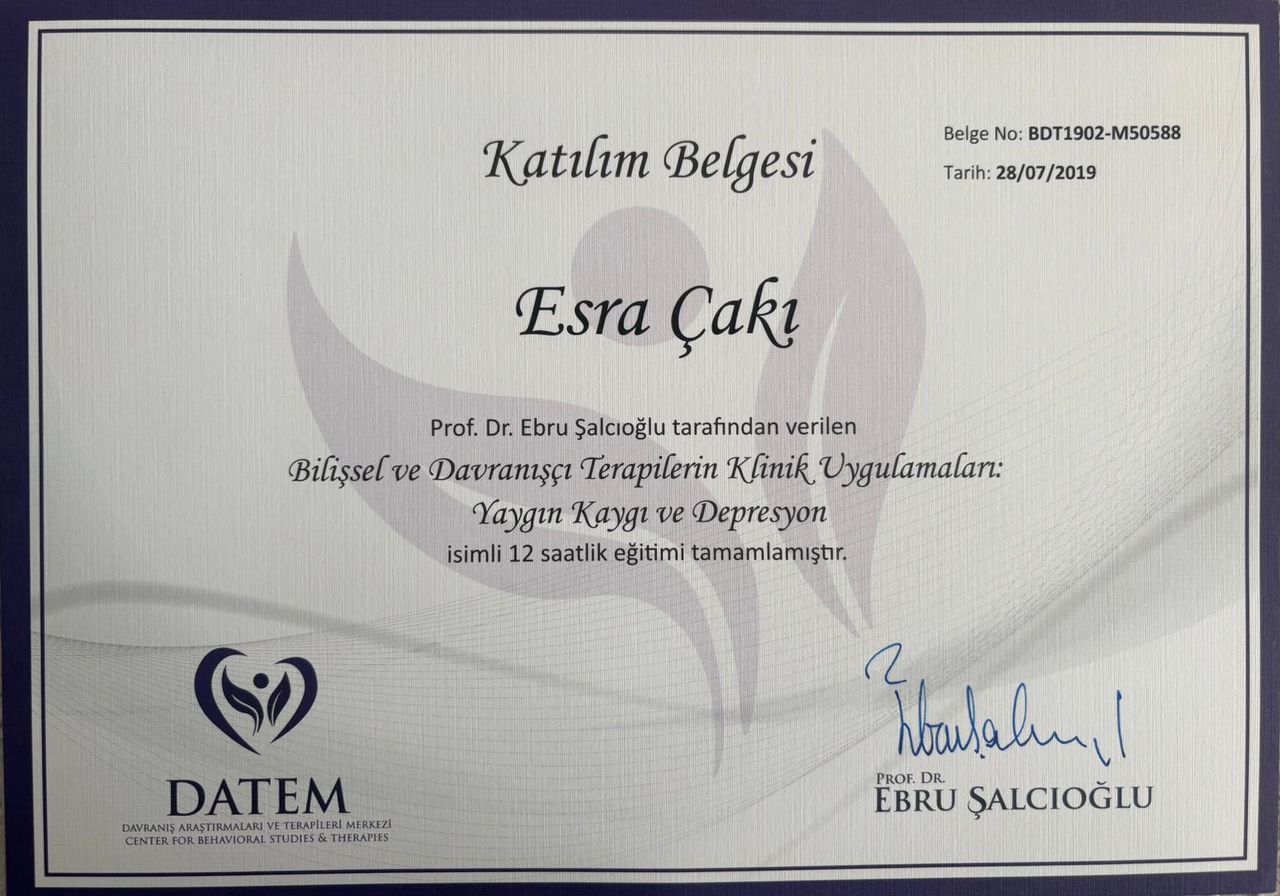 Belge No: BDT1902-M50588
Tarih: 28/07/2019
Katılım Belgesi
Esra Çakı
Prof. Dr. Ebru Şalcıoğlu tarafından verilen
Bilişsel ve Davranışçı Terapilerin Klinik Uygulamaları:
Yaygın Kaygı ve Depresyon
isimli 12 saatlik eğitimi tamamlamıştır.
DATEM
DAVRANIŞ ARAŞTIRMALARI VE TERAPİLERİ MERKEZİ
CENTER FOR BEHAVIORAL STUDIES & THERAPIES
PROF. DR.
EBRU ŞALCIOĞLU